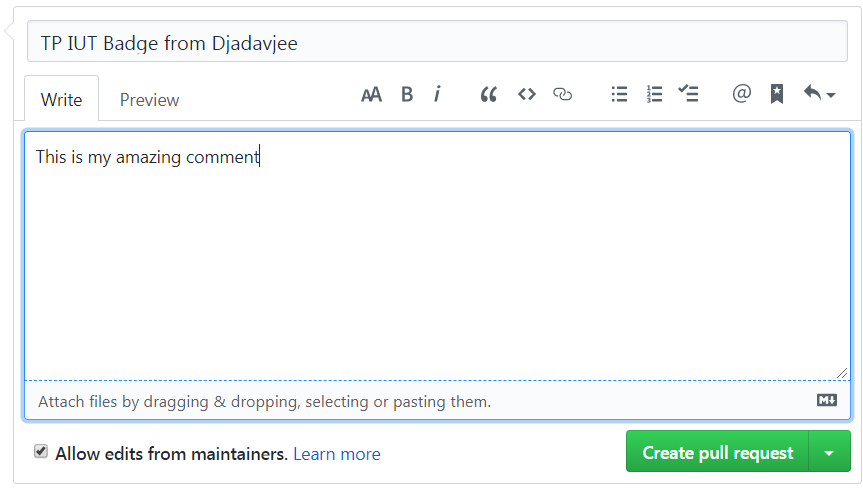 TP IUT Badge from Djadavjee
Write Preview AA B i @
This is my amazing comment
Attach files by dragging & dropping, selecting or pasting them. M
Allow edits from maintainers. Learn more
Create pull request